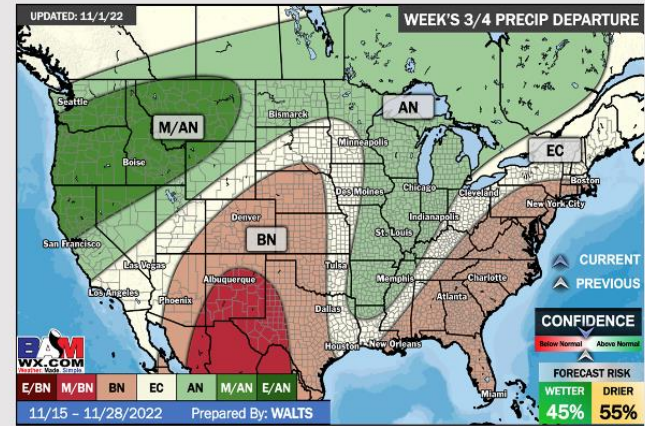 UPDATED: 11/1/22
WEEK'S 3/4 PRECIP DEPARTURE
Seattle
M/AN
Bismarck
AN
Minneapolis
EC
Boise
Boston
Des Moines
Chicago
Cleveland
New York City
Denver
Indianapolis
San Francisco
BN
St. Louis
Las Vegas
Tulsa
CURRENT
Los Angeles
Albuquerque
Memphis
Charlotte
PREVIOUS
Phoenix
Atlanta
Dallas
CONFIDENCE
Houston
New Orleans
Below Normal
Above Normal
BAM
WX.COM
Weather. Made. Simple.
FORECAST RISK
E/BN M/BN BN EC AN M/AN E/AN
Miami
WETTER DRIER
11/15 – 11/28/2022 Prepared By: WALTS
45% 55%